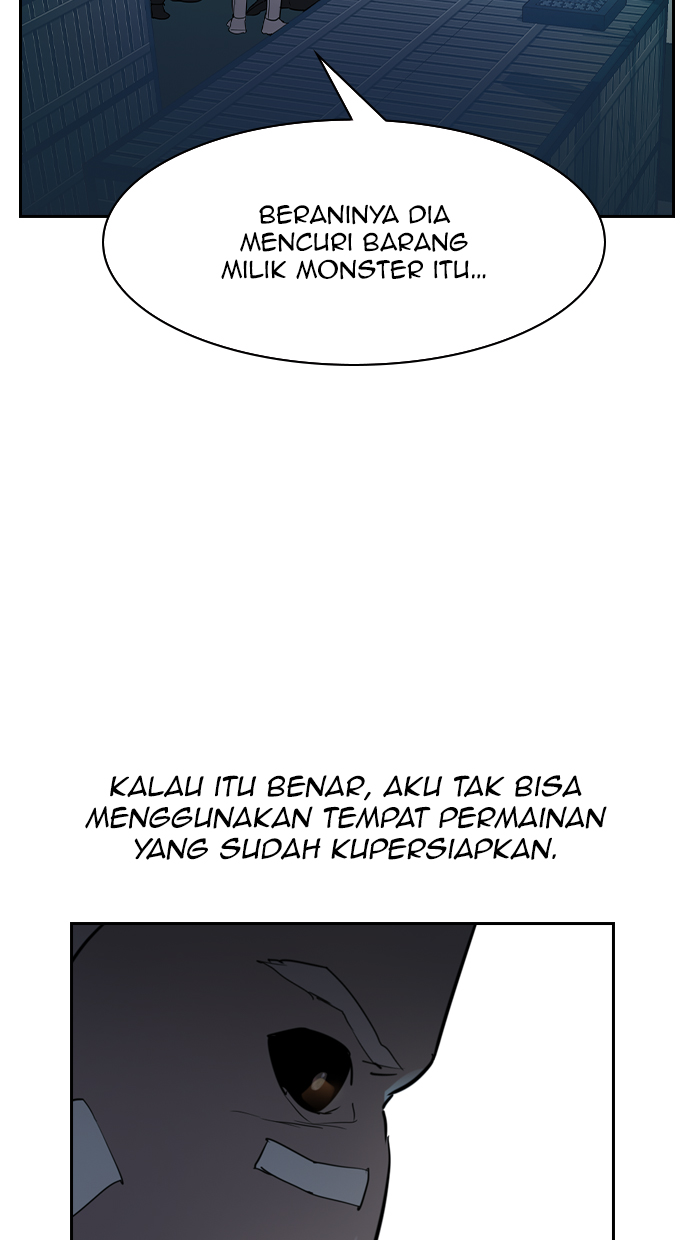 BERANINYA DIA
MENCURI BARANG
MILIK MONSTER ITU...
KALAU ITU BENAR, AKU TAK BISA
MENGGUNAKAN TEMPAT PERMAINAN
YANG SUDAH KUPERSIAPKAN.